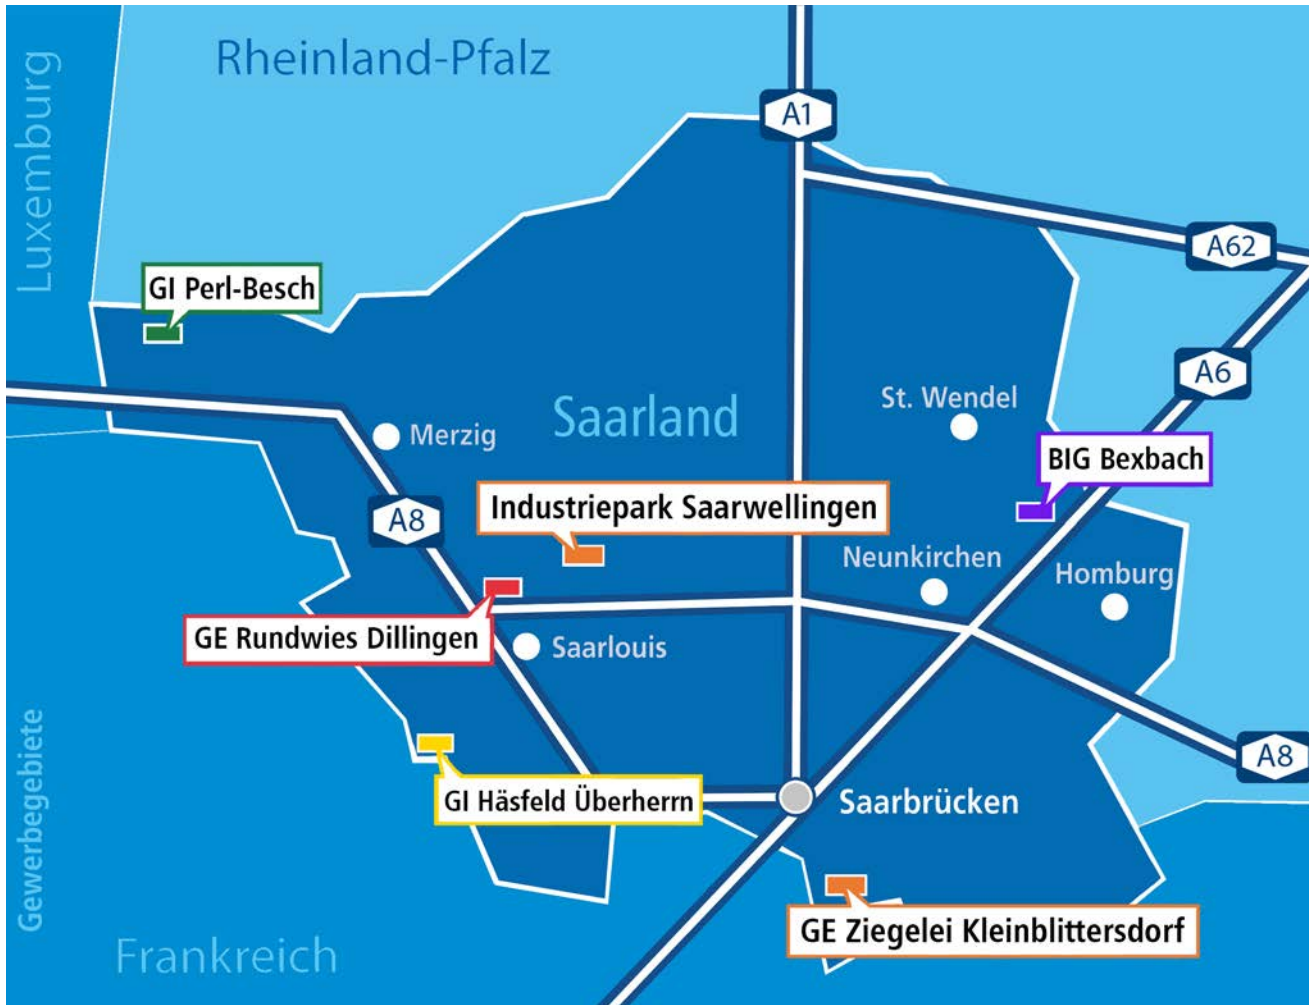 Rheinland-Pfalz
Luxemburg
A1
A62
GI Perl-Besch
A6
Saarland
St. Wendel
Merzig
BIG Bexbach
Industriepark Saarwellingen
A8
Neunkirchen
Homburg
GE Rundwies Dillingen
Saarlouis
A8
GI Häsfeld Überherrn
Saarbrücken
Gewerbegebiete
GE Ziegelei Kleinblittersdorf
Frankreich